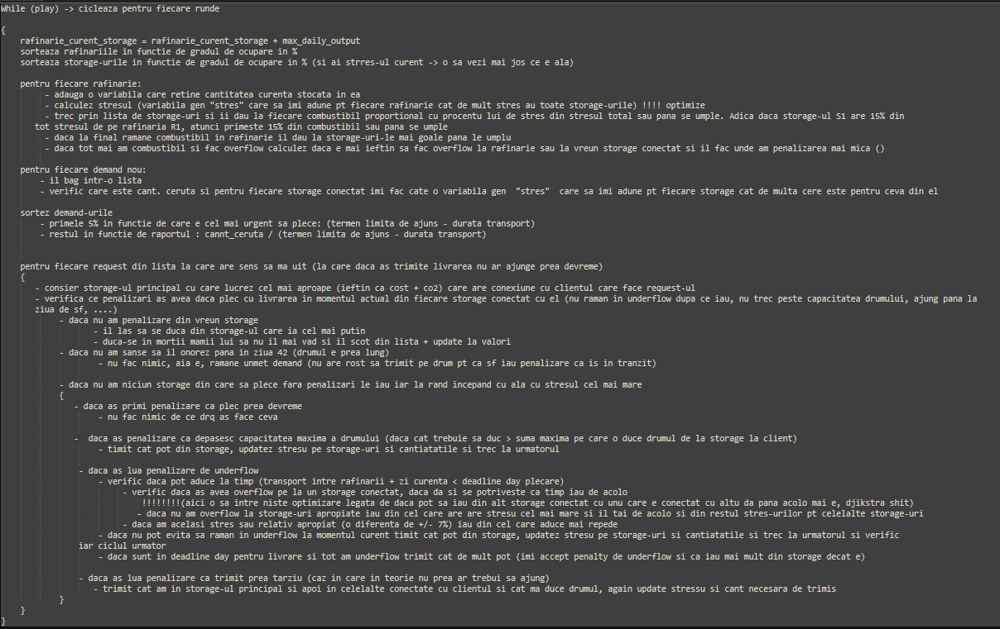 While (play) -> cicleaza pentru fiecare runde
{
rafinarie_curent_storage = rafinarie_curent_storage + max_daily_output
sorteaza rafinariile in functie de gradul de ocupare in %
sorteaza storage-urile in functie de gradul de ocupare in % (si ai strres-ul curent -> o sa vezi mai jos ce e ala)
pentru fiecare rafinarie:
- adauga o variabila care retine cantitatea curenta stocata in ea
- calculez stresul (variabila gen "stres" care sa imi adune pt fiecare rafinarie cat de mult stres au toate storage-urile) !!!! optimize
- trec prin lista de storage-uri si ii dau la fiecare combustibil proportional cu procentu lui de stres din stresul total sau pana se umple. Adica daca storage-ul S1 are 15% din
tot stresul de pe rafinaria R1, atunci primeste 15% din combustibil sau pana se umple
- daca la final ramane combustibil in rafinarie il dau la storage-uri-le mai goale pana le umplu
- daca tot mai am combustibil si fac overflow calculez daca e mai ieftin sa fac overflow la rafinarie sau la vreun storage conectat si il fac unde am penalizarea mai mica ()
pentru fiecare demand nou:
- il bag intr-o lista
- verific care este cant. ceruta si pentru fiecare storage conectat imi fac cate o variabila gen "stres" care sa imi adune pt fiecare storage cat de multa cere este pentru ceva din el
sortez demand-urile
- primele 5% in functie de care e cel mai urgent sa plece: (termen limita de ajuns - durata transport)
- restul in functie de raportul : cannt_ceruta / (termen limita de ajuns - durata transport)
pentru fiecare request din lista la care are sens sa ma uit (la care daca as trimite livrarea nu ar ajunge prea devreme)
{
- consier storage-ul principal cu care lucrez cel mai aproape (ieftin ca cost + co2) care are conexiune cu clientul care face request-ul
- verifica ce penalizari as avea daca plec cu livrarea in momentul actual din fiecare storage conectat cu el (nu raman in underflow dupa ce iau, nu trec peste capacitatea drumului, ajung pana la
ziua de sf, ....)
- daca nu am penalizare din vreun storage
- il las sa se duca din storage-ul care ia cel mai putin
- duca-se in mortii mamii lui sa nu il mai vad si il scot din lista + update la valori
- daca nu am sanse sa il onorez pana in ziua 42 (drumul e prea lung)
- nu fac nimic, aia e, ramane unmet demand (nu are rost sa trimit pe drum pt ca sf iau penalizare ca is in tranzit)
- daca nu am niciun storage din care sa plece fara penalizari le iau iar la rand incepand cu ala cu stresul cel mai mare
{
- daca as primi penalizare ca plec prea devreme
- nu fac nimic de ce drq as face ceva
- daca as penalizare ca depasesc capacitatea maxima a drumului (daca cat trebuie sa duc > suma maxima pe care o duce drumul de la storage la client)
- timit cat pot din storage, updatez stresu pe storage-uri si cantiatatile si trec la urmatorul
- daca as lua penalizare de underflow
- verific daca pot aduce la timp (transport intre rafinarii + zi curenta < deadline day plecare)
- verific daca as avea overflow pe la un storage conectat, daca da si se potriveste ca timp iau de acolo
!!!!!!!!(aici o sa intre niste optimizare legata de daca pot sa iau din alt storage conectat cu unu care e conectat cu altu da pana acolo mai e, djikstra shit)
- daca nu am overflow la storage-uri apropiate iau din cel care are are stresu cel mai mare si il tai de acolo si din restul stres-urilor pt celelalte storage-uri
- daca am acelasi stres sau relativ apropiat (o diferenta de +/- 7%) iau din cel care aduce mai repede
- daca nu pot evita sa raman in underflow la momentul curent timit cat pot din storage, updatez stresu pe storage-uri si cantiatatile si trec la urmatorul si verific
iar ciclul urmator
- daca sunt in deadline day pentru livrare si tot am underflow trimit cat de mult pot (imi accept penalty de underflow si ca iau mai mult din storage decat e)
- daca as lua penalizare ca trimit prea tarziu (caz in care in teorie nu prea ar trebui sa ajung)
- trimit cat am in storage-ul principal si apoi in celelalte conectate cu clientul si cat ma duce drumul, again update stressu si cant necesara de trimis
}
}
}